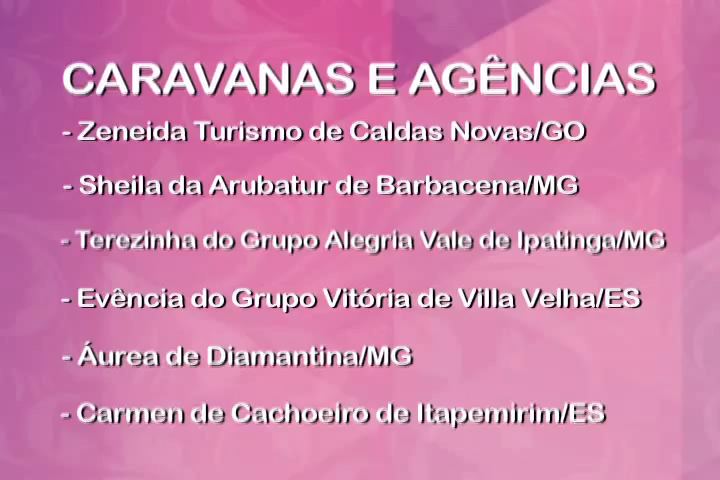 CARAVANAS E AGÊNCIAS
- Zeneida Turismo de Caldas Novas/GO
- Sheila da Arubatur de Barbacena/MG
- Terezinha do Grupo Alegria Vale de Ipatinga/MG
- Evência do Grupo Vitória de Villa Velha/ES
- Áurea de Diamantina/MG
- Carmen de Cachoeiro de Itapemirim/ES